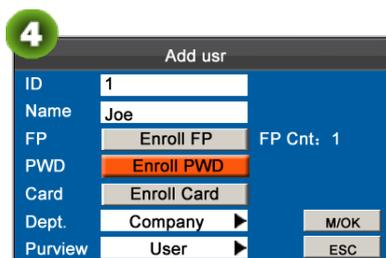 4
Add usr
ID 1
Name Joe
FP Enroll FP FP Cnt: 1
PWD Enroll PWD
Card Enroll Card
Dept. Company M/OK
Purview User ESC